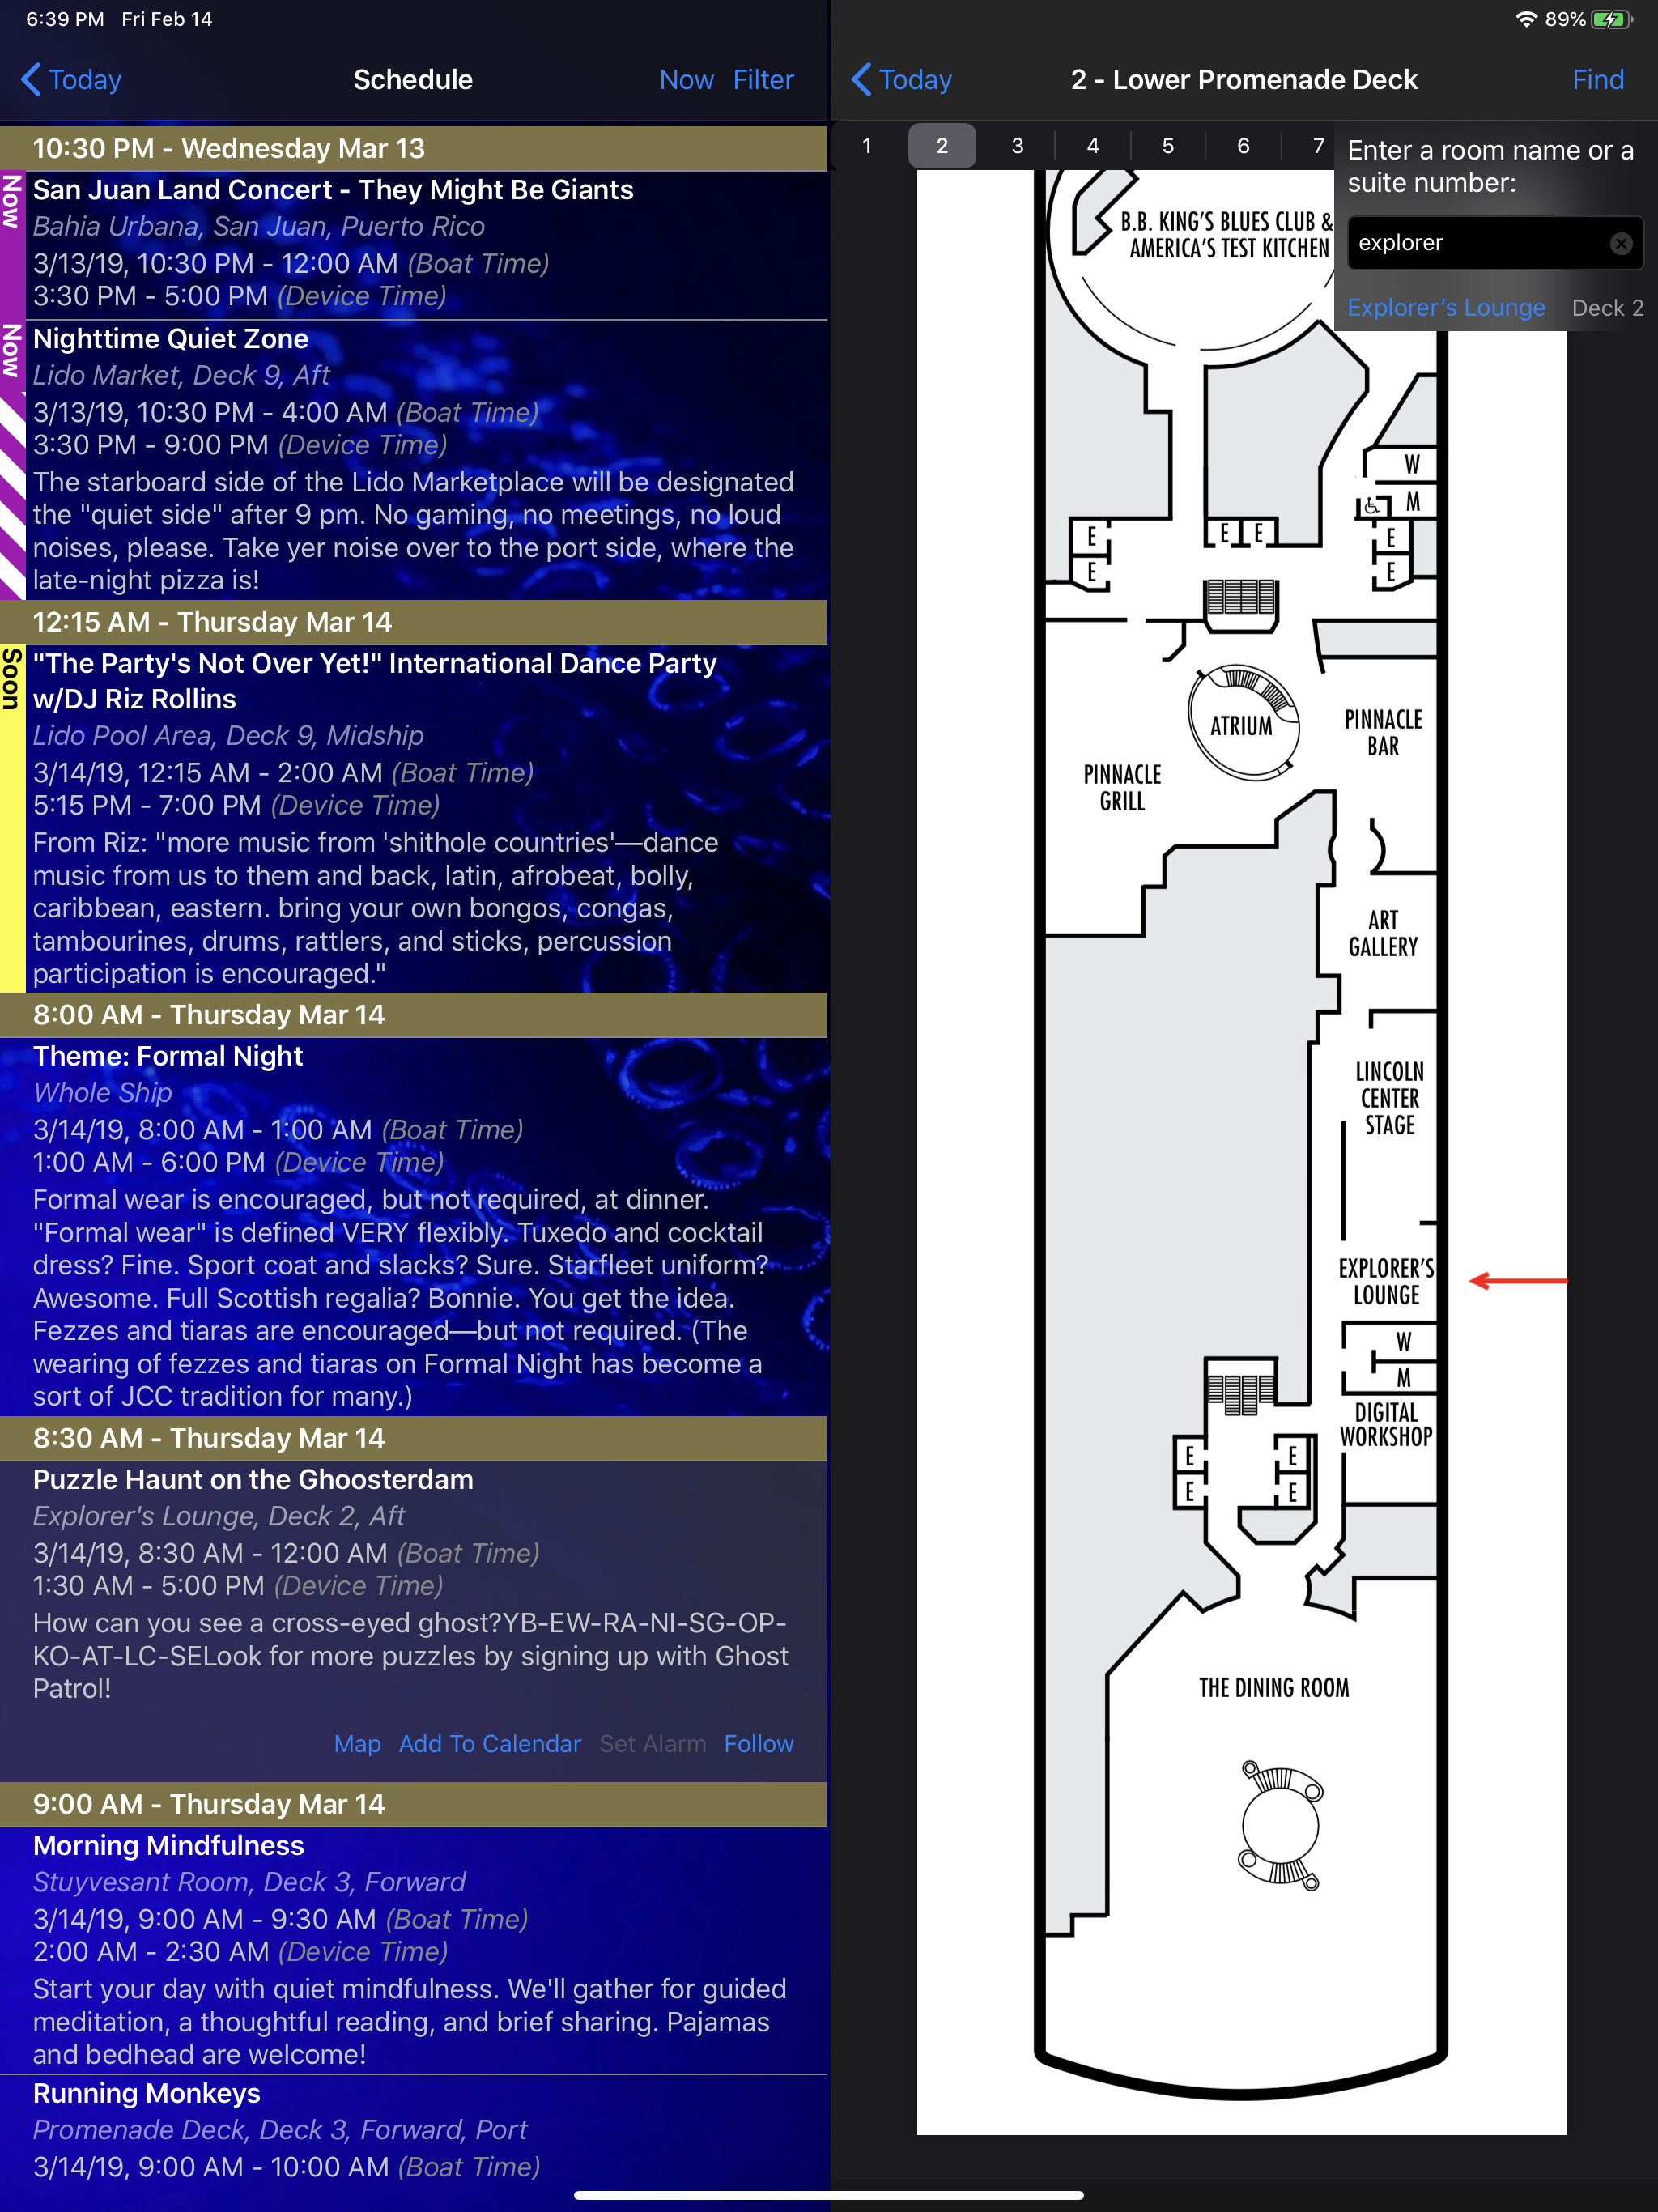 6:39 PM Fri Feb 14
89%
Today
Schedule
Now Filter
10:30 PM - Wednesday Mar 13
Now
San Juan Land Concert - They Might Be Giants
Bahia Urbana, San Juan, Puerto Rico
3/13/19, 10:30 PM - 12:00 AM (Boat Time)
3:30 PM - 5:00 PM (Device Time)
Now
Nighttime Quiet Zone
Lido Market, Deck 9, Aft
3/13/19, 10:30 PM - 4:00 AM (Boat Time)
3:30 PM - 9:00 PM (Device Time)
The starboard side of the Lido Marketplace will be designated
the "quiet side" after 9 pm. No gaming, no meetings, no loud
noises, please. Take yer noise over to the port side, where the
late-night pizza is!
12:15 AM - Thursday Mar 14
Soon
"The Party's Not Over Yet!" International Dance Party
w/DJ Riz Rollins
Lido Pool Area, Deck 9, Midship
3/14/19, 12:15 AM - 2:00 AM (Boat Time)
5:15 PM - 7:00 PM (Device Time)
From Riz: "more music from 'shithole countries'—dance
music from us to them and back, latin, afrobeat, bolly,
caribbean, eastern. bring your own bongos, congas,
tambourines, drums, rattlers, and sticks, percussion
participation is encouraged."
8:00 AM - Thursday Mar 14
Theme: Formal Night
Whole Ship
3/14/19, 8:00 AM - 1:00 AM (Boat Time)
1:00 AM - 6:00 PM (Device Time)
Formal wear is encouraged, but not required, at dinner.
"Formal wear" is defined VERY flexibly. Tuxedo and cocktail
dress? Fine. Sport coat and slacks? Sure. Starfleet uniform?
Awesome. Full Scottish regalia? Bonnie. You get the idea.
Fezzes and tiaras are encouraged—but not required. (The
wearing of fezzes and tiaras on Formal Night has become a
sort of JCC tradition for many.)
8:30 AM - Thursday Mar 14
Puzzle Haunt on the Ghoosterdam
Explorer's Lounge, Deck 2, Aft
3/14/19, 8:30 AM - 12:00 AM (Boat Time)
1:30 AM - 5:00 PM (Device Time)
How can you see a cross-eyed ghost?YB-EW-RA-NI-SG-OP-
KO-AT-LC-SELook for more puzzles by signing up with Ghost
Patrol!
Map Add To Calendar Set Alarm Follow
9:00 AM - Thursday Mar 14
Morning Mindfulness
Stuyvesant Room, Deck 3, Forward
3/14/19, 9:00 AM - 9:30 AM (Boat Time)
2:00 AM - 2:30 AM (Device Time)
Start your day with quiet mindfulness. We'll gather for guided
meditation, a thoughtful reading, and brief sharing. Pajamas
and bedhead are welcome!
Running Monkeys
Promenade Deck, Deck 3, Forward, Port
3/14/19, 9:00 AM - 10:00 AM (Boat Time)
Today
2 - Lower Promenade Deck
Find
1 2 3 4 5 6 7
Enter a room name or a
suite number:
explorer
Explorer's Lounge Deck 2
B.B. KING'S BLUES CLUB &
AMERICA'S TEST KITCHEN
W
M
E E E E
E E
ATRIUM
PINNACLE
BAR
PINNACLE
GRILL
ART
GALLERY
LINCOLN
CENTER
STAGE
EXPLORER'S
LOUNGE
W
M
DIGITAL
WORKSHOP
E E
E E
THE DINING ROOM